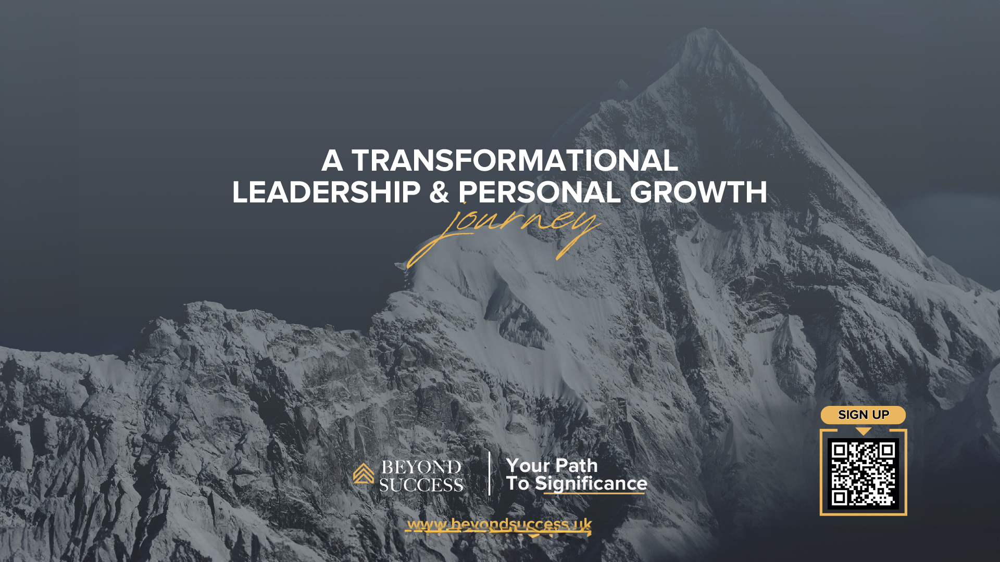 A TRANSFORMATIONAL
LEADERSHIP & PERSONAL GROWTH
journey
BEYOND
SUCCESS
Your Path
To Significance
www.beyondsuccess.uk
SIGN UP